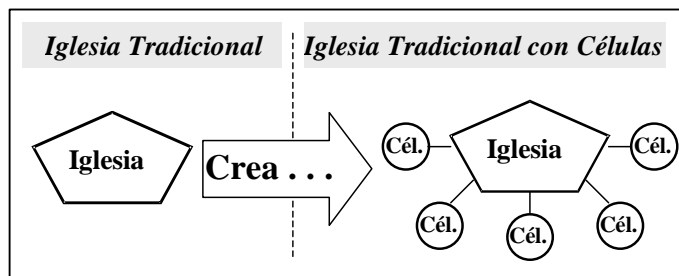 Iglesia Tradicional
Iglesia Tradicional con Células
Iglesia
Crea . . .
Cél.
Iglesia
Cél.
Cél.
Cél.
Cél.